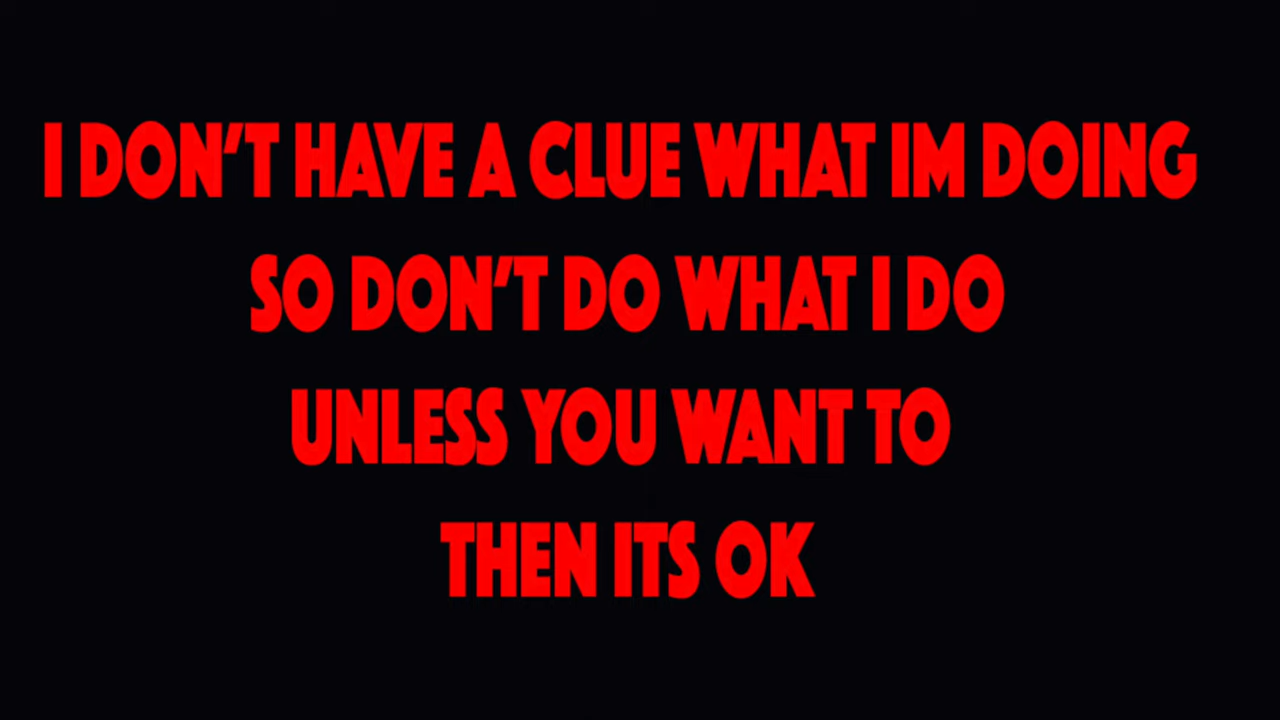 I DON'T HAVE A CLUE WHAT IM DOING
SO DON'T DO WHAT I DO
UNLESS YOU WANT TO
THEN ITS OK